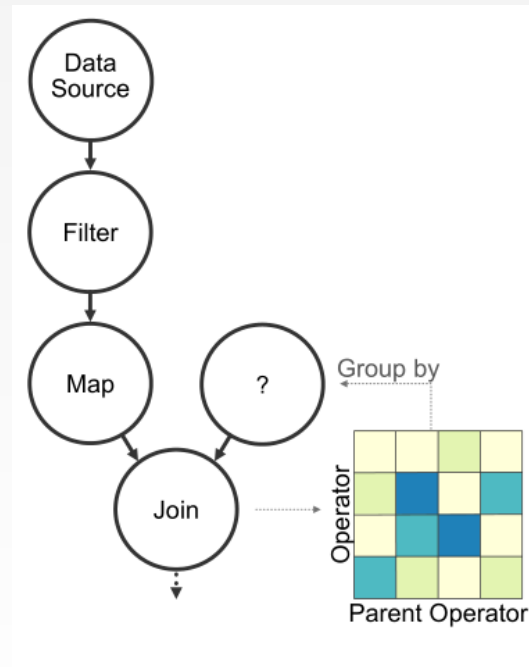 Data
Source
Filter
Map
?
Group by
Join
Operator
Parent Operator